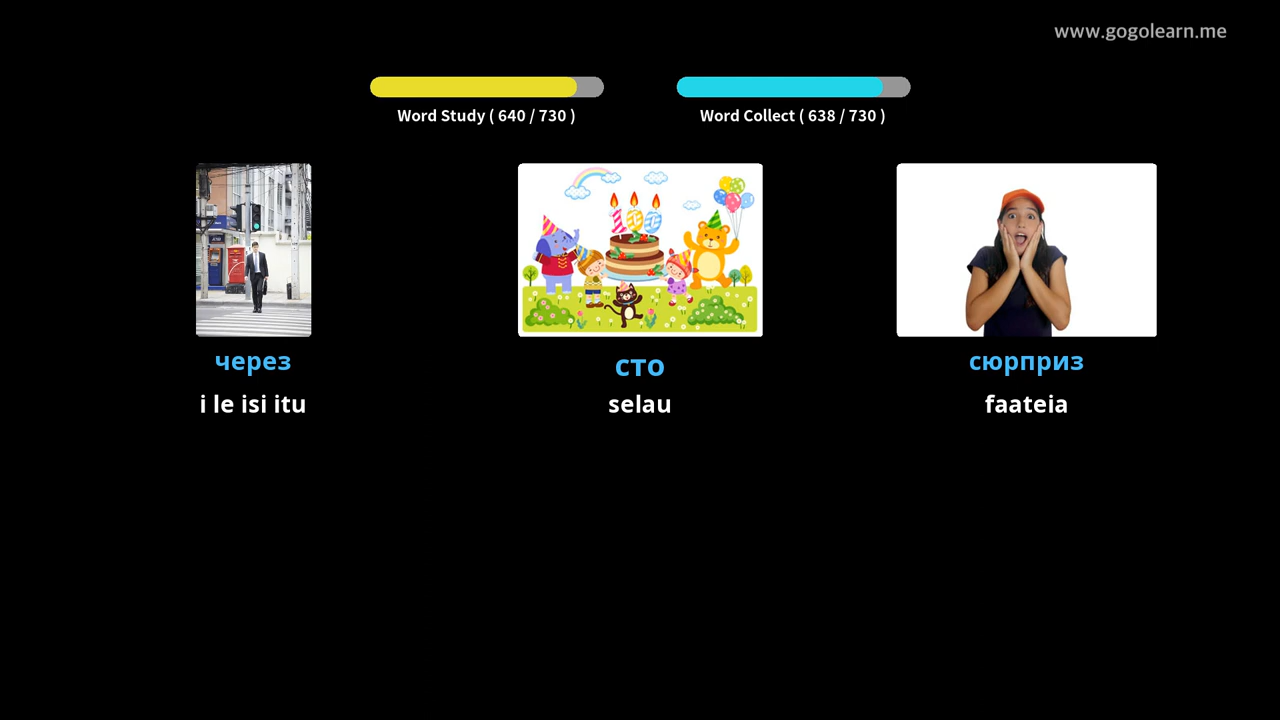 www.gogolearn.me
Word Study ( 640 / 730 )
Word Collect ( 638 / 730 )
через
сто
сюрприз
i le isi itu
selau
faateia